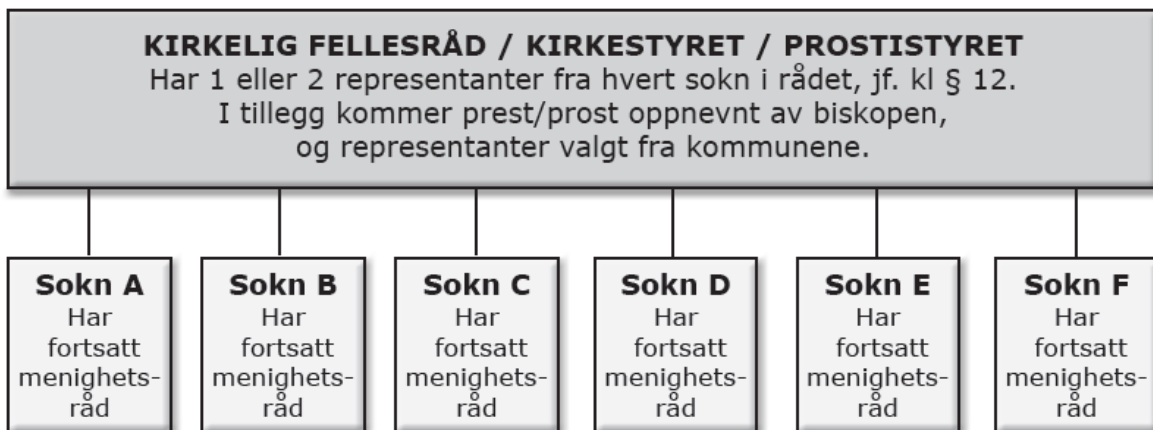 KIRKELIG FELLESRÅD / KIRKESTYRET / PROSTISTYRET
Har 1 eller 2 representanter fra hvert sokn i rådet, jf. kl § 12.
I tillegg kommer prest/prost oppnevnt av biskopen,
og representanter valgt fra kommunene.
Sokn A
Har
fortsatt
menighets-
råd
Sokn B
Har
fortsatt
menighets-
råd
Sokn C
Har
fortsatt
menighets-
råd
Sokn D
Har
fortsatt
menighets-
råd
Sokn E
Har
fortsatt
menighets-
råd
Sokn F
Har
fortsatt
menighets-
råd